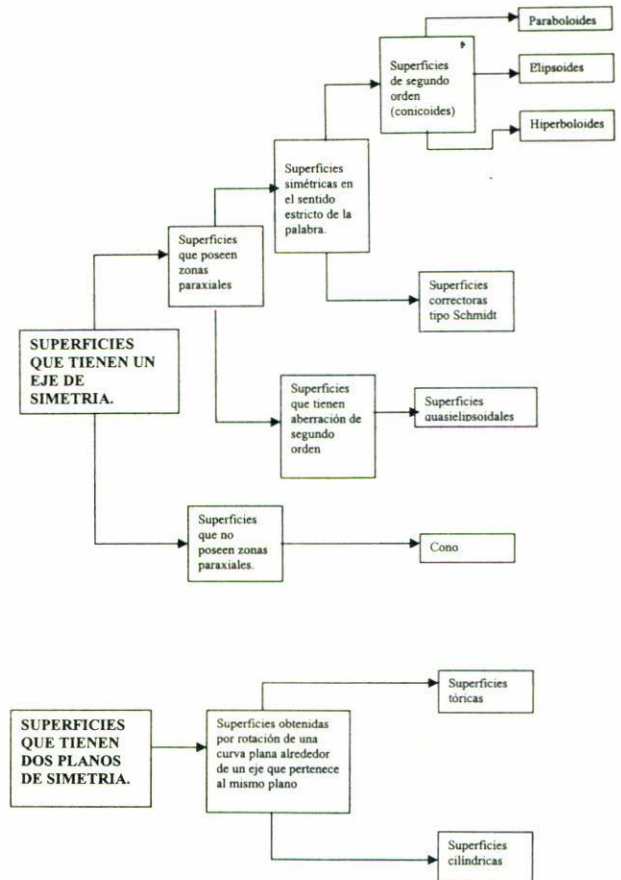 Paraboloides
Superficies
de segundo
orden
(conicoides)
Elipsoides
Hiperboloides
Superficies
simétricas en
el sentido
estricto de la
palabra.
Superficies
que poseen
zonas
paraxiales
Superficies
correctoras
tipo Schmidt
SUPERFICIES
QUE TIENEN UN
EJE DE
SIMETRIA.
Superficies
que tienen
aberración de
segundo
orden
Superficies
quasielipsoidales
Superficies
que no
poseen zonas
paraxiales.
Cono
Superficies
tóricas
SUPERFICIES
QUE TIENEN
DOS PLANOS
DE SIMETRIA.
Superficies obtenidas
por rotación de una
curva plana alrededor
de un eje que pertenece
al mismo plano
Superficies
cilíndricas